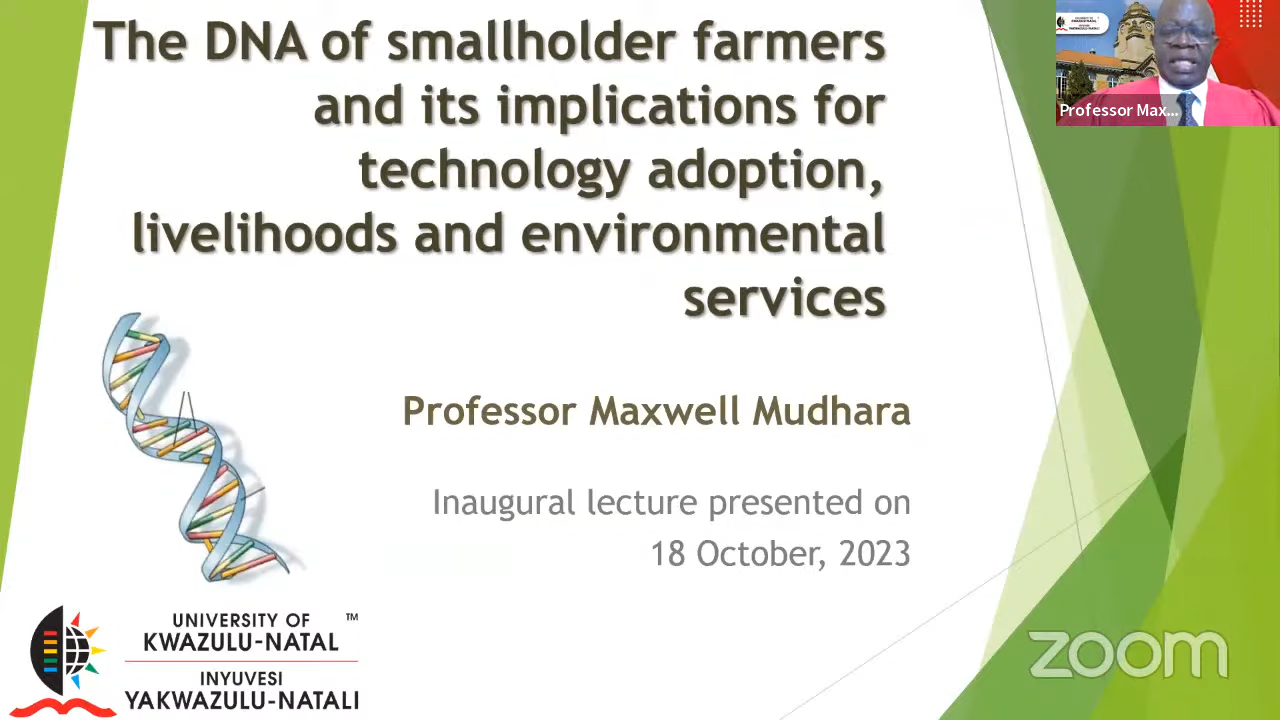 The DNA of smallholder farmers
and its implications for
technology adoption,
livelihoods and environmental
services
Professor Max...
Professor Maxwell Mudhara
Inaugural lecture presented on
18 October, 2023
UNIVERSITY OF ™
KWAZULU-NATAL
INYUVESI
YAKWAZULU-NATALI
zoom